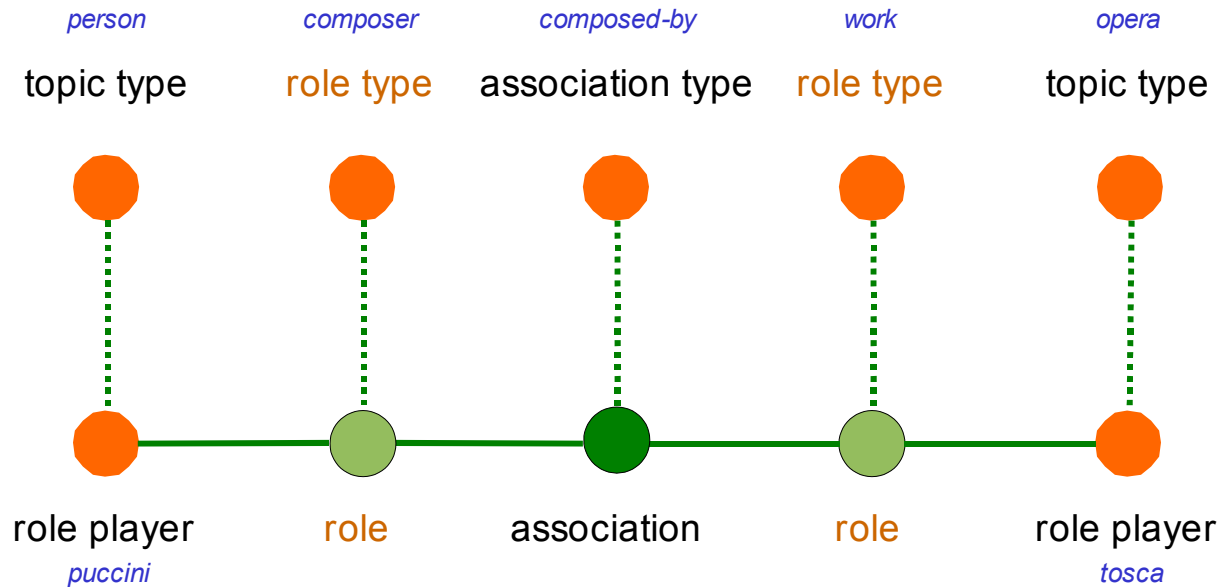 person composer composed-by work opera
topic type role type association type role type topic type
role player role association role role player
puccini tosca